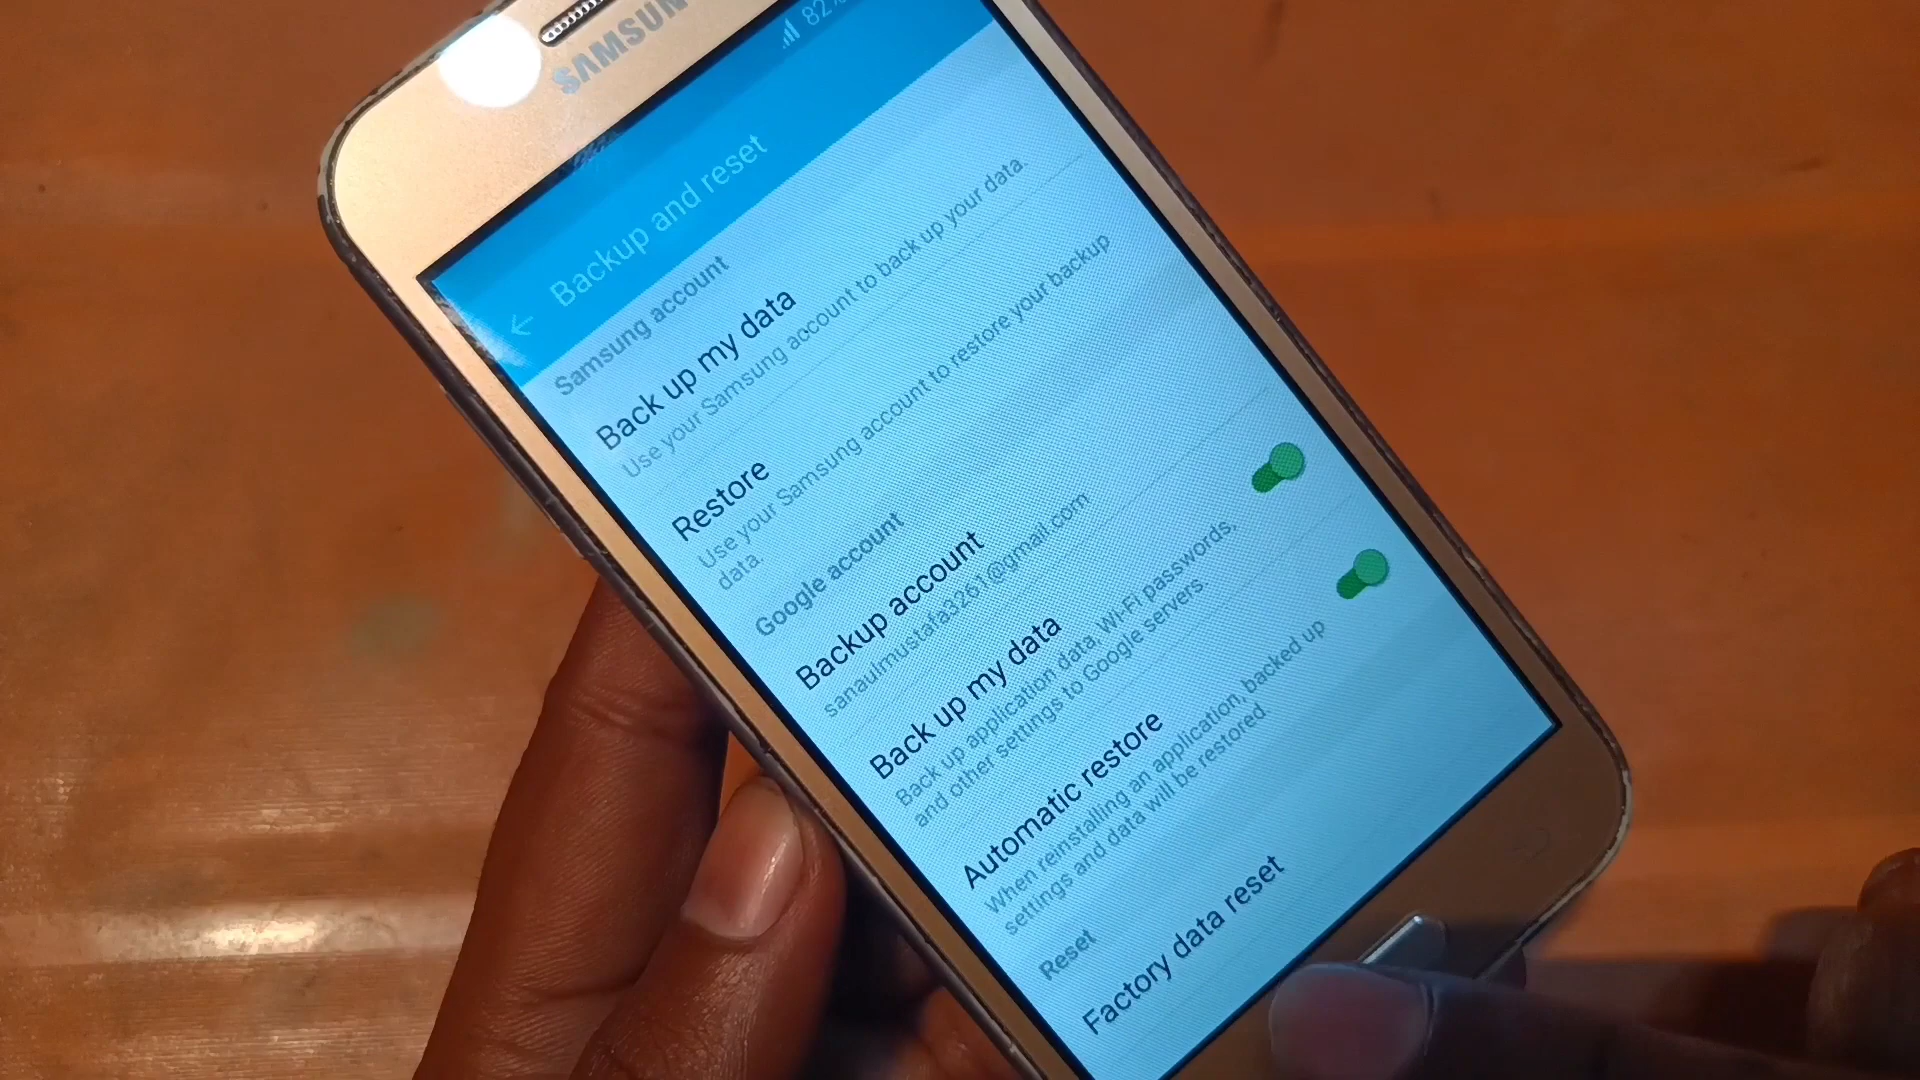 SAMSUNG
82%
Backup and reset
Samsung account
Back up my data
Use your Samsung account to back up your data.
Restore
Use your Samsung account to restore your backup
data.
Google account
Backup account
sanaulmustafa3261@gmail.com
Back up my data
Back up application data, Wi-Fi passwords,
and other settings to Google servers.
Automatic restore
When reinstalling an application, backed up
settings and data will be restored.
Reset
Factory data reset